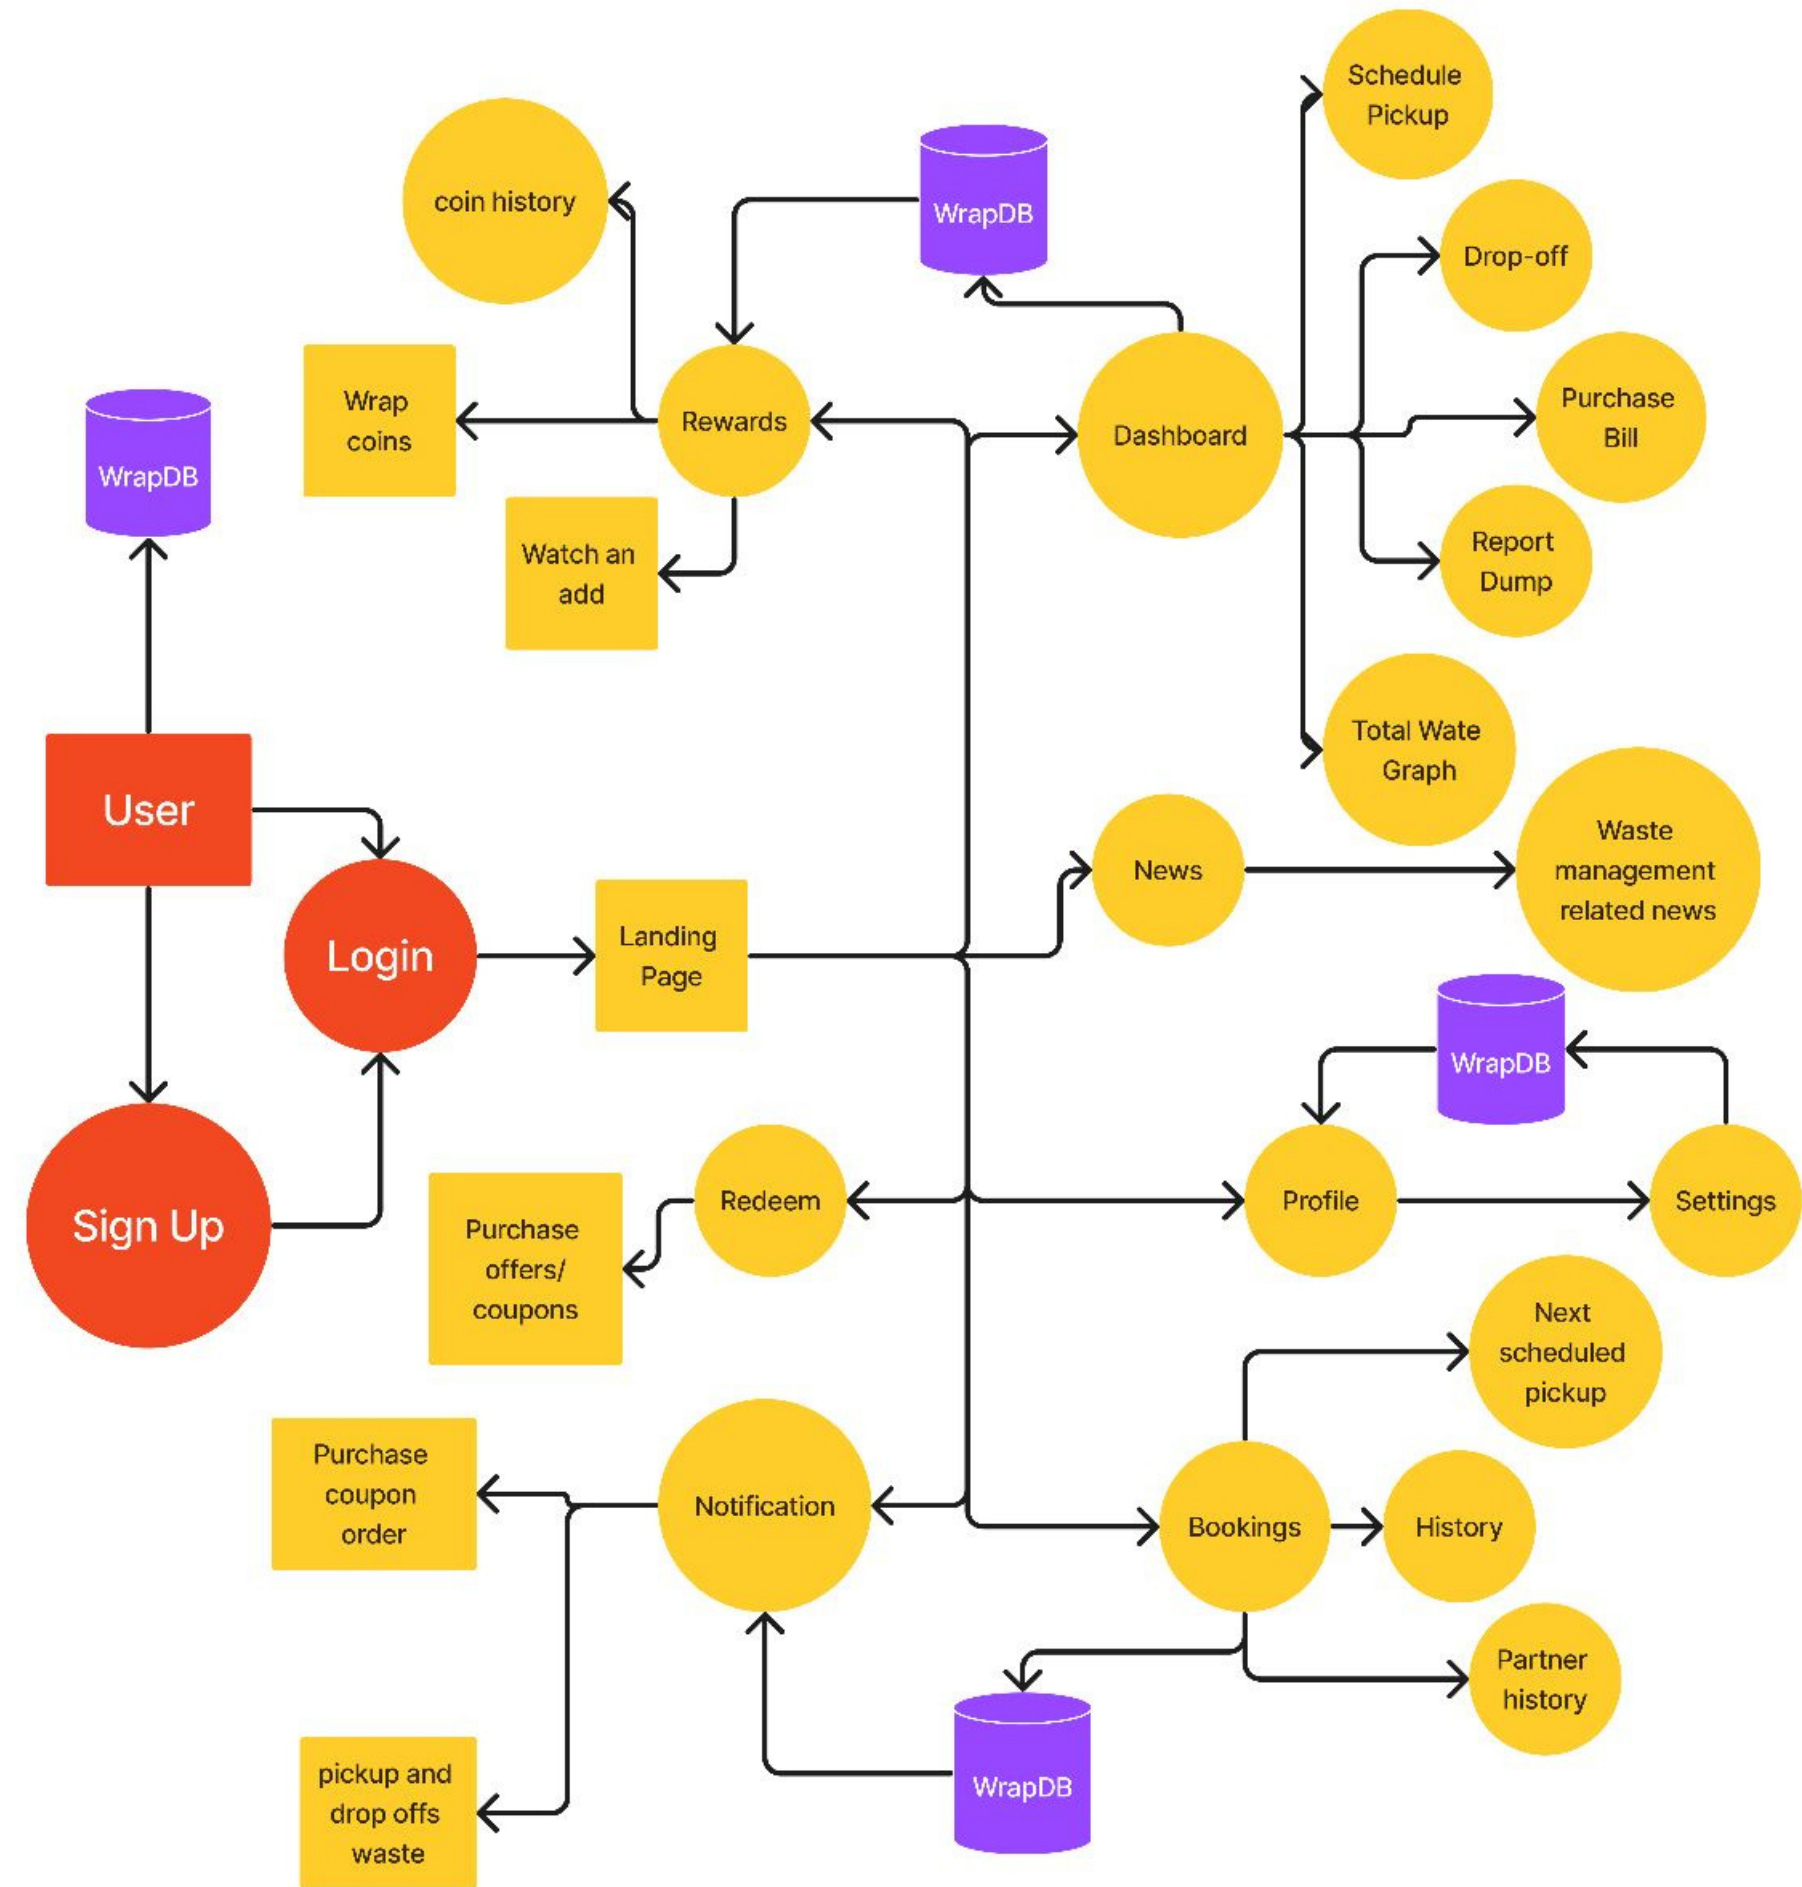 Schedule
Pickup
coin history
WrapDB
Drop-off
Wrap
coins
Rewards
Dashboard
Purchase
Bill
WrapDB
Watch an
add
Report
Dump
Total Wate
Graph
User
News
Waste
management
related news
Login
Landing
Page
WrapDB
Sign Up
Purchase
offers/
coupons
Redeem
Profile
Settings
Next
scheduled
pickup
Purchase
coupon
order
Notification
Bookings
History
Partner
history
pickup and
drop offs
waste
WrapDB